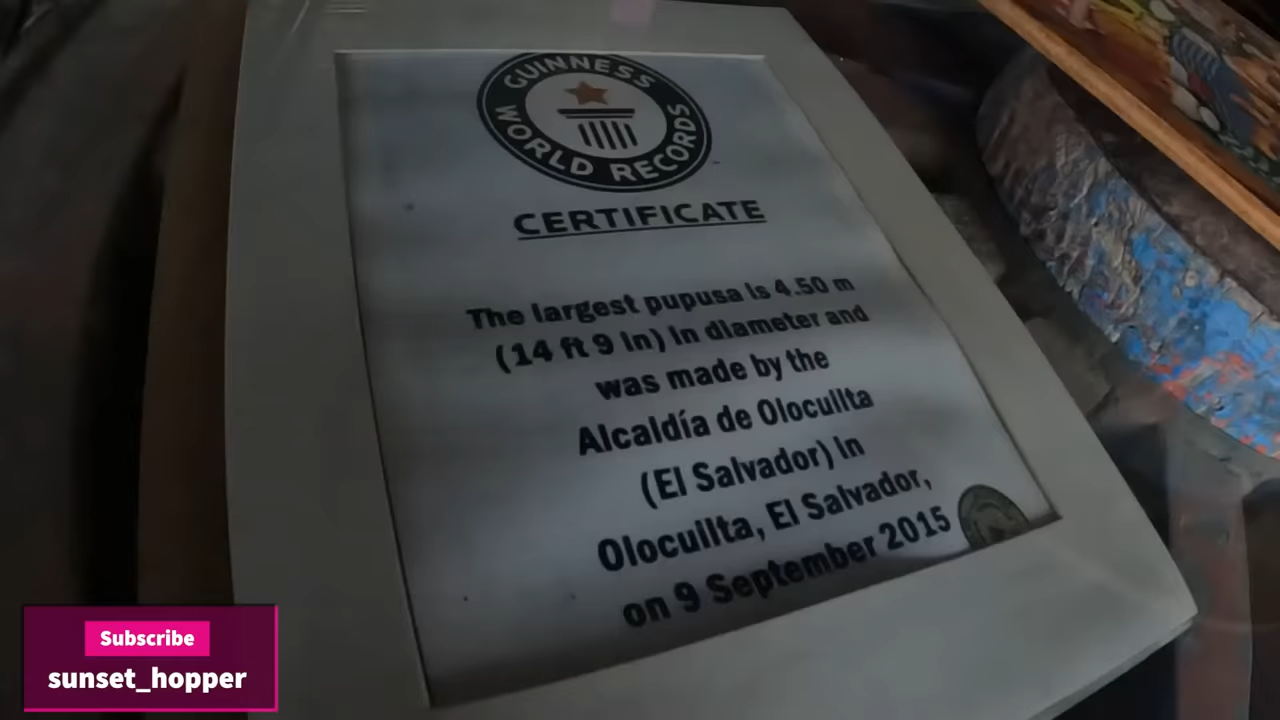 GUINNESS
WORLD RECORDS
CERTIFICATE
The largest pupusa is 4.50 m
(14 ft 9 in) in diameter and
was made by the
Alcaldía de Olocuilta
(El Salvador) in
Olocuilta, El Salvador,
on 9 September 2015
Subscribe
sunset_hopper